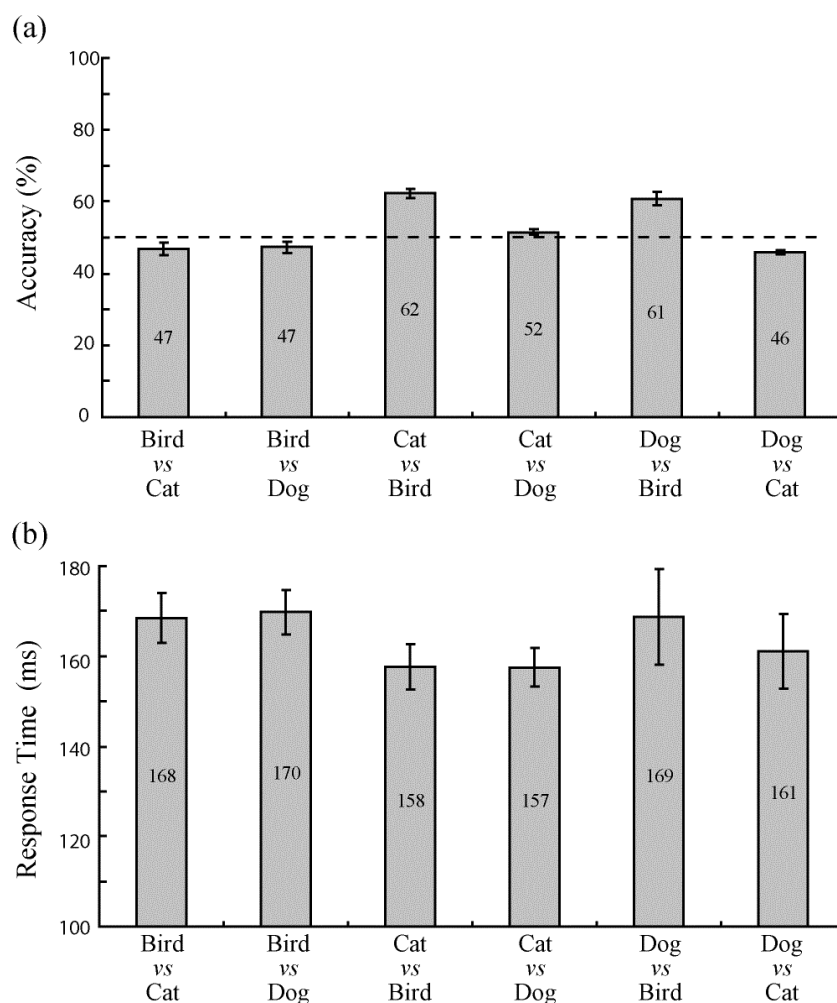 (a)
Accuracy (%)
100
80
60
40
20
0
47
47
62
52
61
46
Bird
vs
Cat
Bird
vs
Dog
Cat
vs
Bird
Cat
vs
Dog
Dog
vs
Bird
Dog
vs
Cat
(b)
Response Time (ms)
180
160
140
120
100
168
170
158
157
169
161
Bird
vs
Cat
Bird
vs
Dog
Cat
vs
Bird
Cat
vs
Dog
Dog
vs
Bird
Dog
vs
Cat